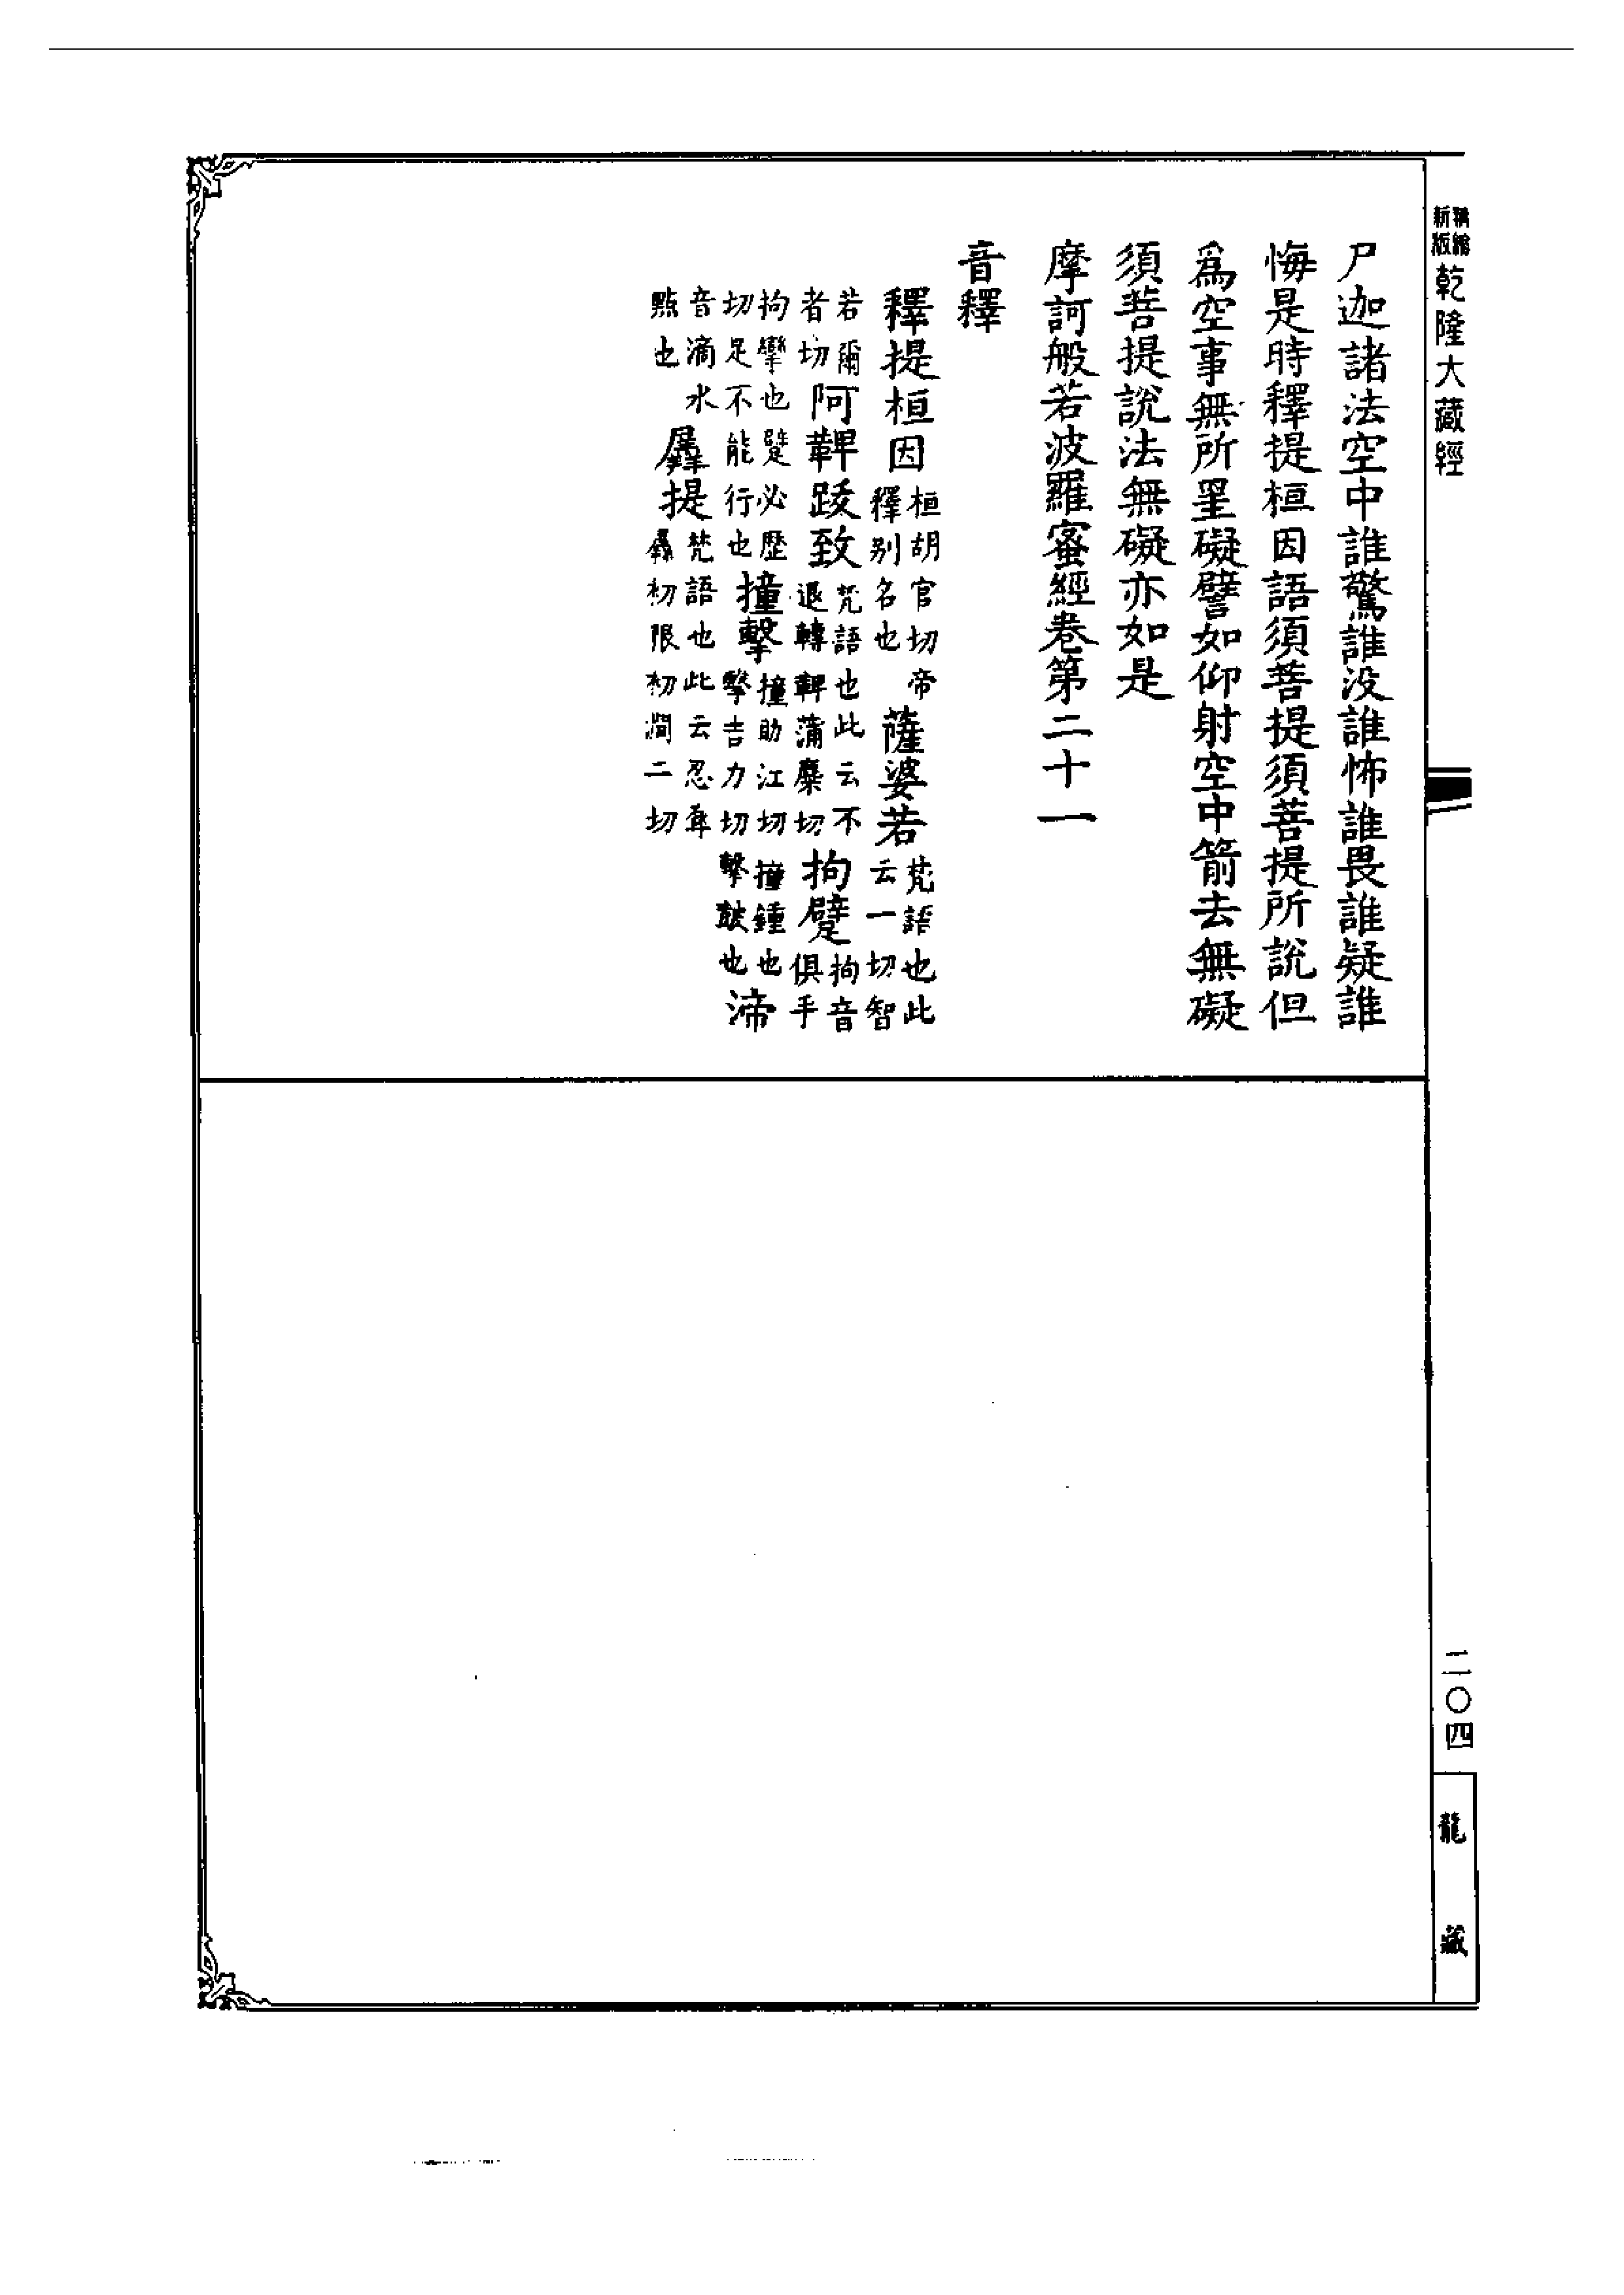 新版
精縮
乾隆大藏經
尸迦諸法空中誰驚誰没誰怖誰畏誰疑誰
悔是時釋提桓因語須菩提須菩提所說但
爲空事無所罣礙譬如仰射空中箭去無礙
須菩提說法無礙亦如是
摩訶般若波羅蜜經卷第二十一
音釋
釋提桓因 桓胡官切帝釋别名也 薩婆若 梵語也此云一切智
若爾者切 阿鞞跋致 梵語也此云不退轉鞞蒲糜切 拘躄 拘音俱手
拘攣也躄必歷切足不能行也 撞擊 撞助江切撞鍾也擊吉力切擊鼓也 渧
音滴水點也 羼提 梵語也此云忍辱羼初限初澗二切
二〇四
龍藏